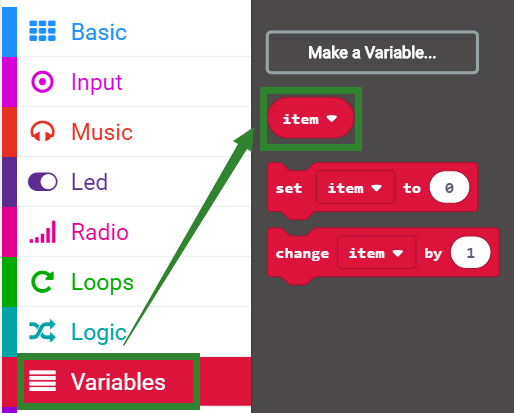 Basic
Input
Music
Led
Radio
Loops
Logic
Variables
Make a Variable...
item
set item to 0
change item by 1